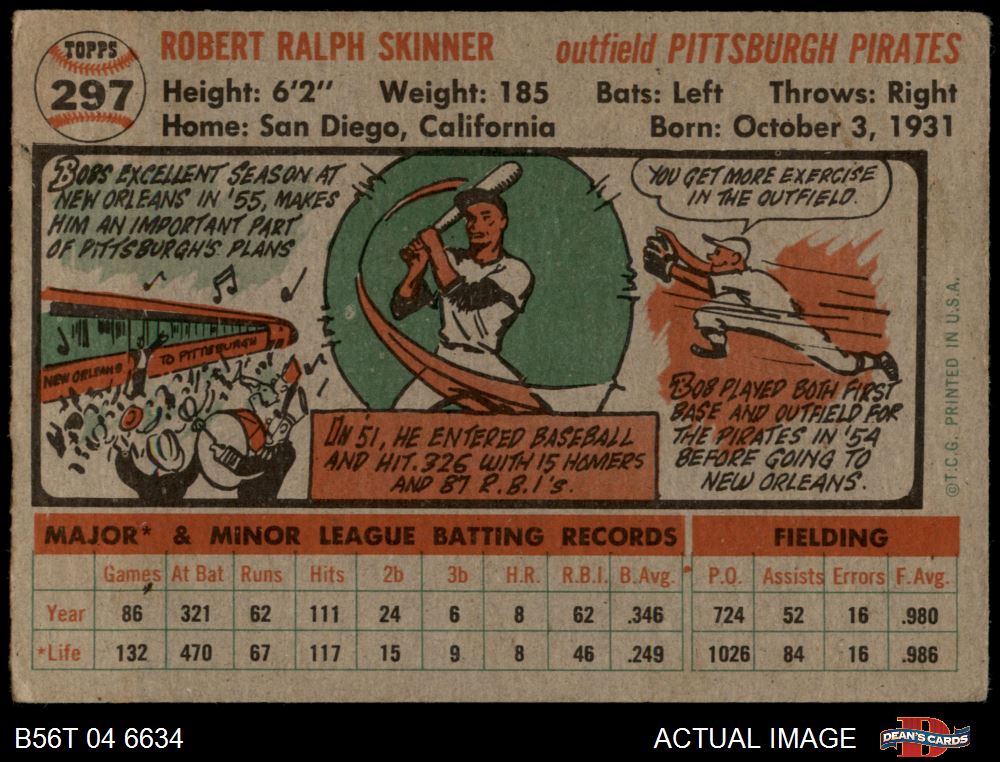 TOPPS
297
ROBERT RALPH SKINNER outfield PITTSBURGH PIRATES
Height: 6'2" Weight: 185 Bats: Left Throws: Right
Home: San Diego, California Born: October 3, 1931
BOBS EXCELLENT SEASON AT
NEW ORLEANS IN '55, MAKES
HIM AN IMPORTANT PART
OF PITTSBURGH'S PLANS
NEW ORLEANS TO PITTSBURGH
IN 51, HE ENTERED BASEBALL
AND HIT .326 WITH 15 HOMERS
AND 87 R.B.I's.
YOU GET MORE EXERCISE
IN THE OUTFIELD.
BOB PLAYED BOTH FIRST
BASE AND OUTFIELD FOR
THE PIRATES IN '54
BEFORE GOING TO
NEW ORLEANS.
©T.C.G. PRINTED IN U.S.A.
MAJOR* & MINOR LEAGUE BATTING RECORDS FIELDING
Games At Bat Runs Hits 2b 3b H.R. R.B.I. B.Avg. P.O. Assists Errors F.Avg.
Year 86 321 62 111 24 6 8 62 .346 724 52 16 .980
*Life 132 470 67 117 15 9 8 46 .249 1026 84 16 .986
B56T 04 6634 ACTUAL IMAGE
D
DEAN'S CARDS